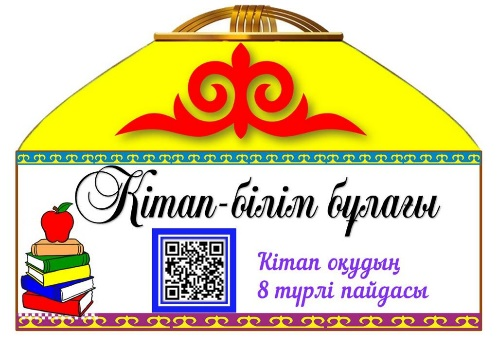 Кітап-білім бұлағы
Кітап оқудың
8 түрлі пайдасы